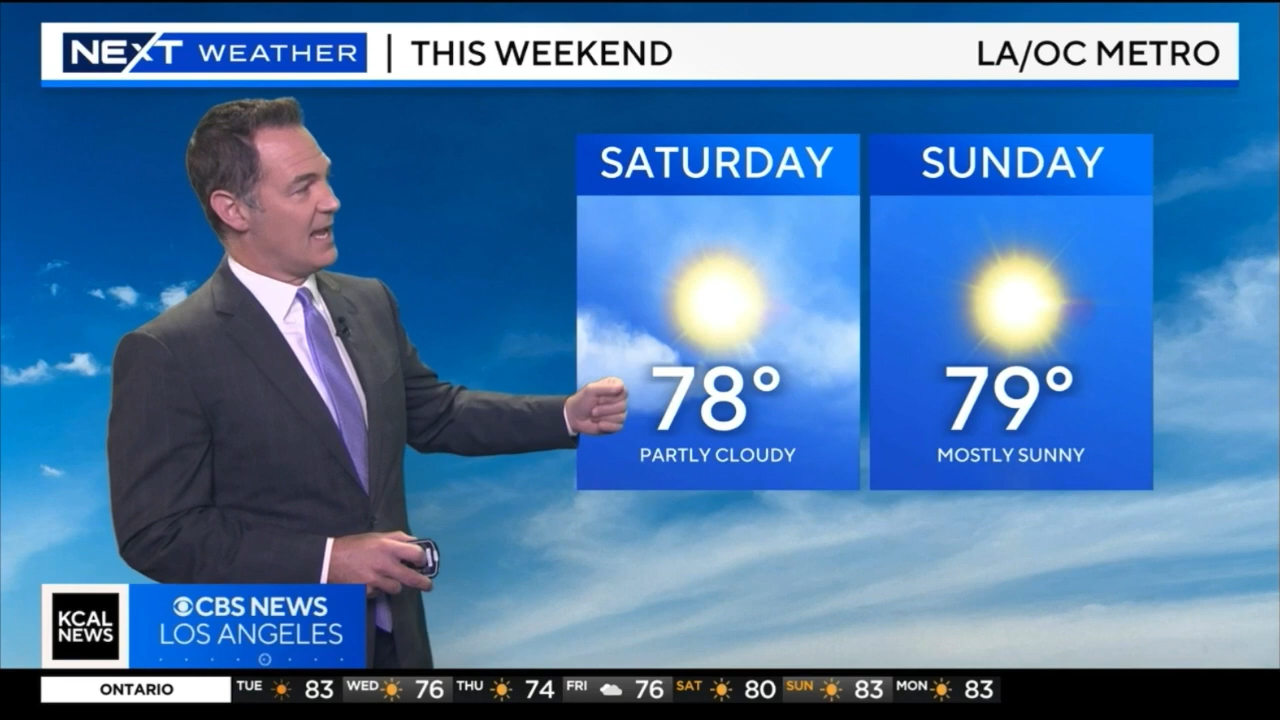 NEXT WEATHER | THIS WEEKEND LA/OC METRO
SATURDAY
78°
PARTLY CLOUDY
SUNDAY
79°
MOSTLY SUNNY
KCAL NEWS
CBS NEWS
LOS ANGELES
ONTARIO TUE 83 WED 76 THU 74 FRI 76 SAT 80 SUN 83 MON 83